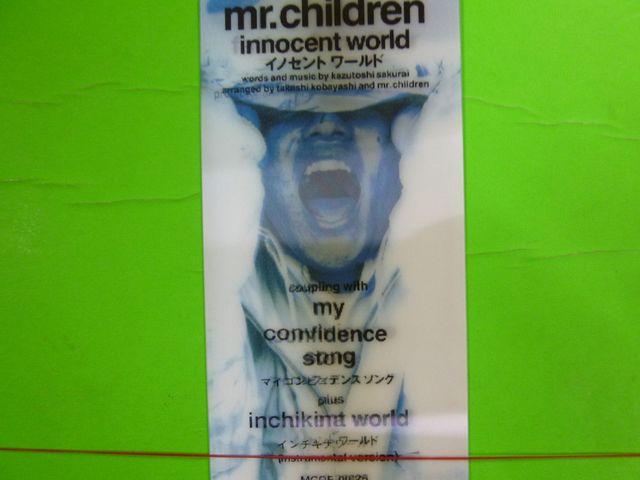 mr.children
innocent world
イノセント ワールド
words and music by kazutoshi sakurai
arranged by takeshi kobayashi and mr.children
coupling with
my
confidence
song
マイ コンフィデンス ソング
plus
inchikina world
インチキナ ワールド
(instrumental version)